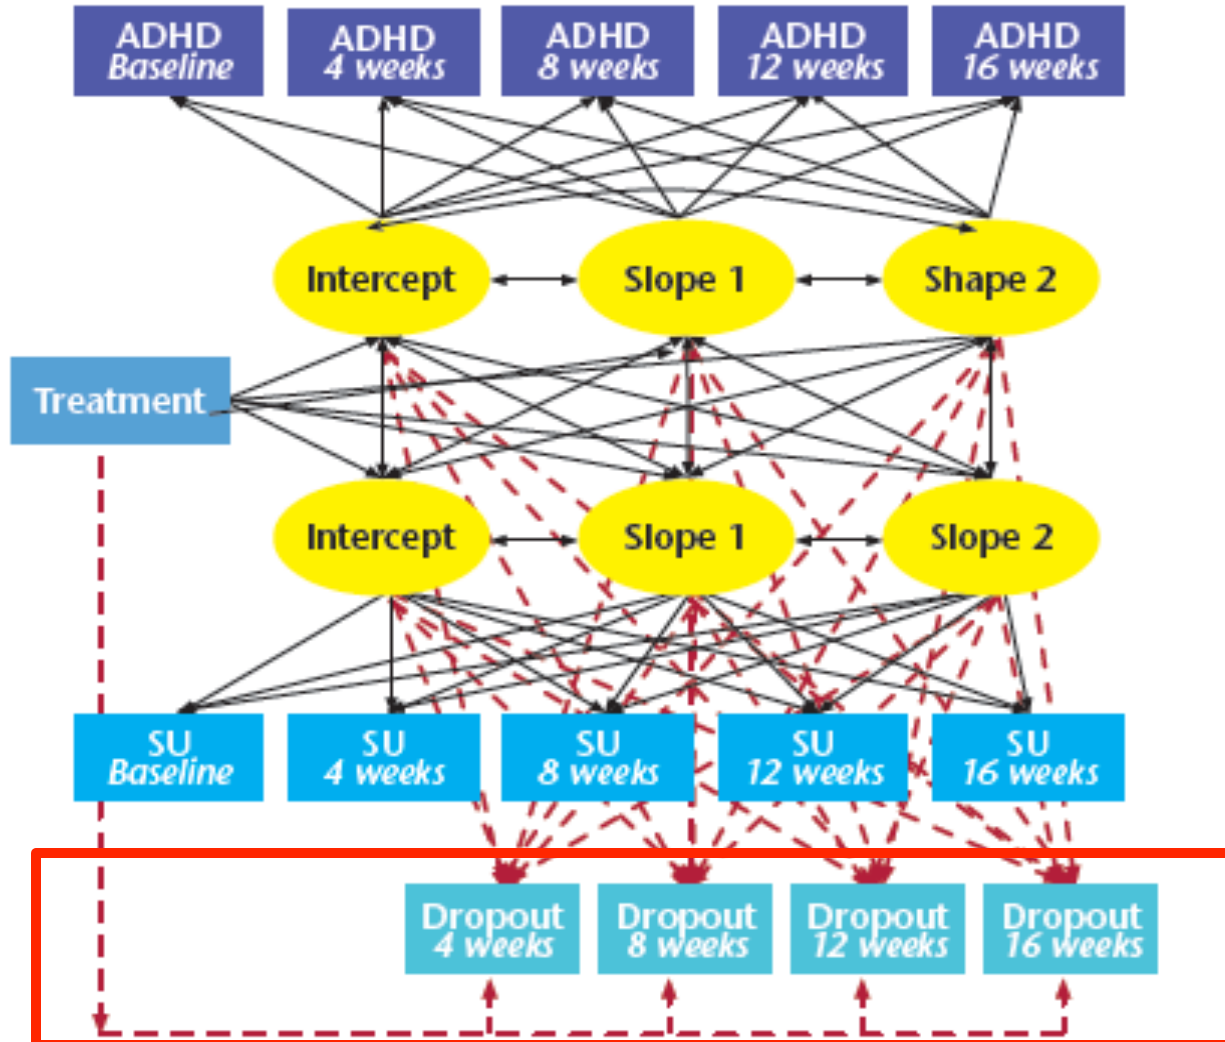 ADHD
Baseline
ADHD
4 weeks
ADHD
8 weeks
ADHD
12 weeks
ADHD
16 weeks
Intercept
Slope 1
Shape 2
Treatment
Intercept
Slope 1
Slope 2
SU
Baseline
SU
4 weeks
SU
8 weeks
SU
12 weeks
SU
16 weeks
Dropout
4 weeks
Dropout
8 weeks
Dropout
12 weeks
Dropout
16 weeks